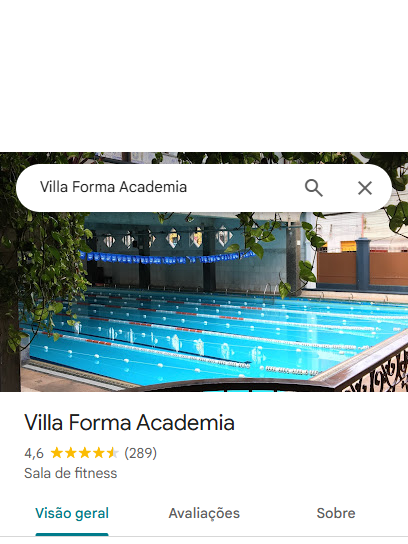 Villa Forma Academia
Villa Forma Academia
4,6 (289)
Sala de fitness
Visão geral Avaliações Sobre